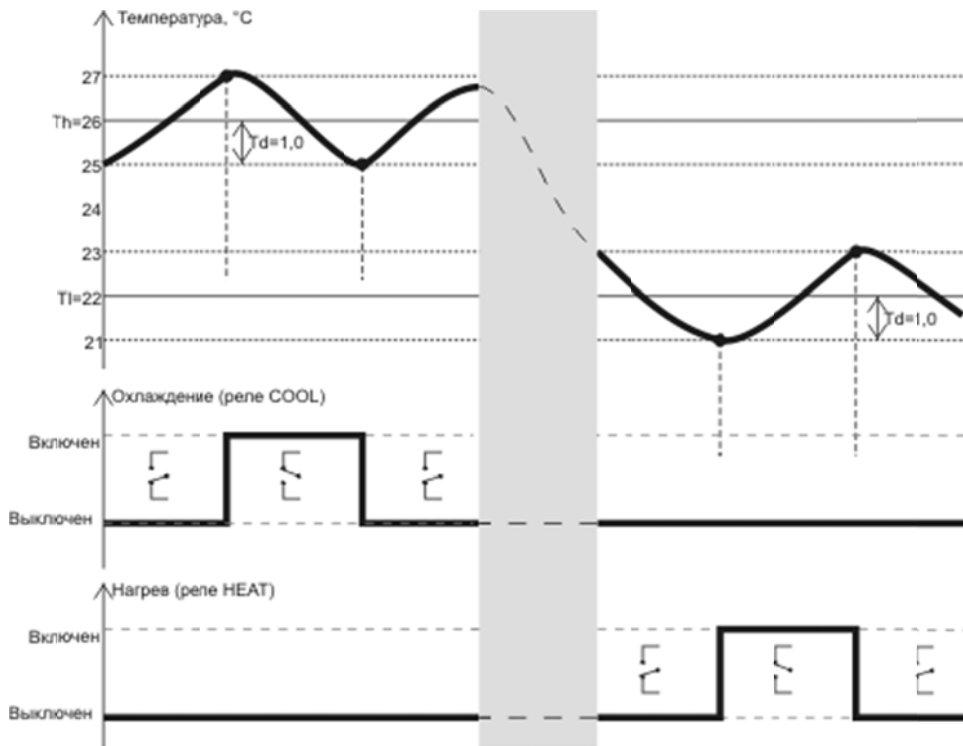 Температура, °C
27
Th=26
Td=1,0
25
24
23
Tl=22
Td=1,0
21
Охлаждение (реле COOL)
Включен
Выключен
Нагрев (реле HEAT)
Включен
Выключен